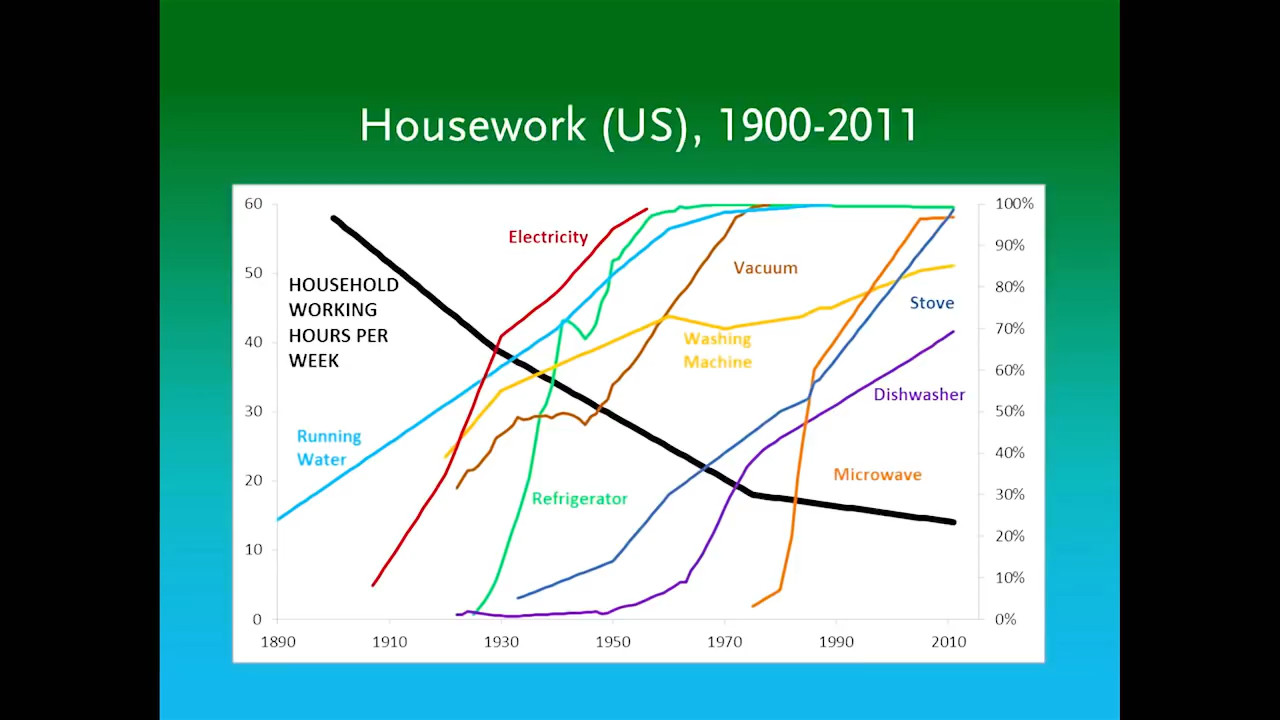 Housework (US), 1900-2011
60
50
40
30
20
10
0
100%
90%
80%
70%
60%
50%
40%
30%
20%
10%
0%
1890
1910
1930
1950
1970
1990
2010
HOUSEHOLD
WORKING
HOURS PER
WEEK
Electricity
Vacuum
Stove
Washing
Machine
Dishwasher
Running
Water
Microwave
Refrigerator